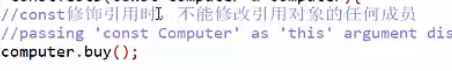 //const修饰引用时，不能修改引用对象的任何成员
//passing 'const Computer' as 'this' argument dis
computer.buy();